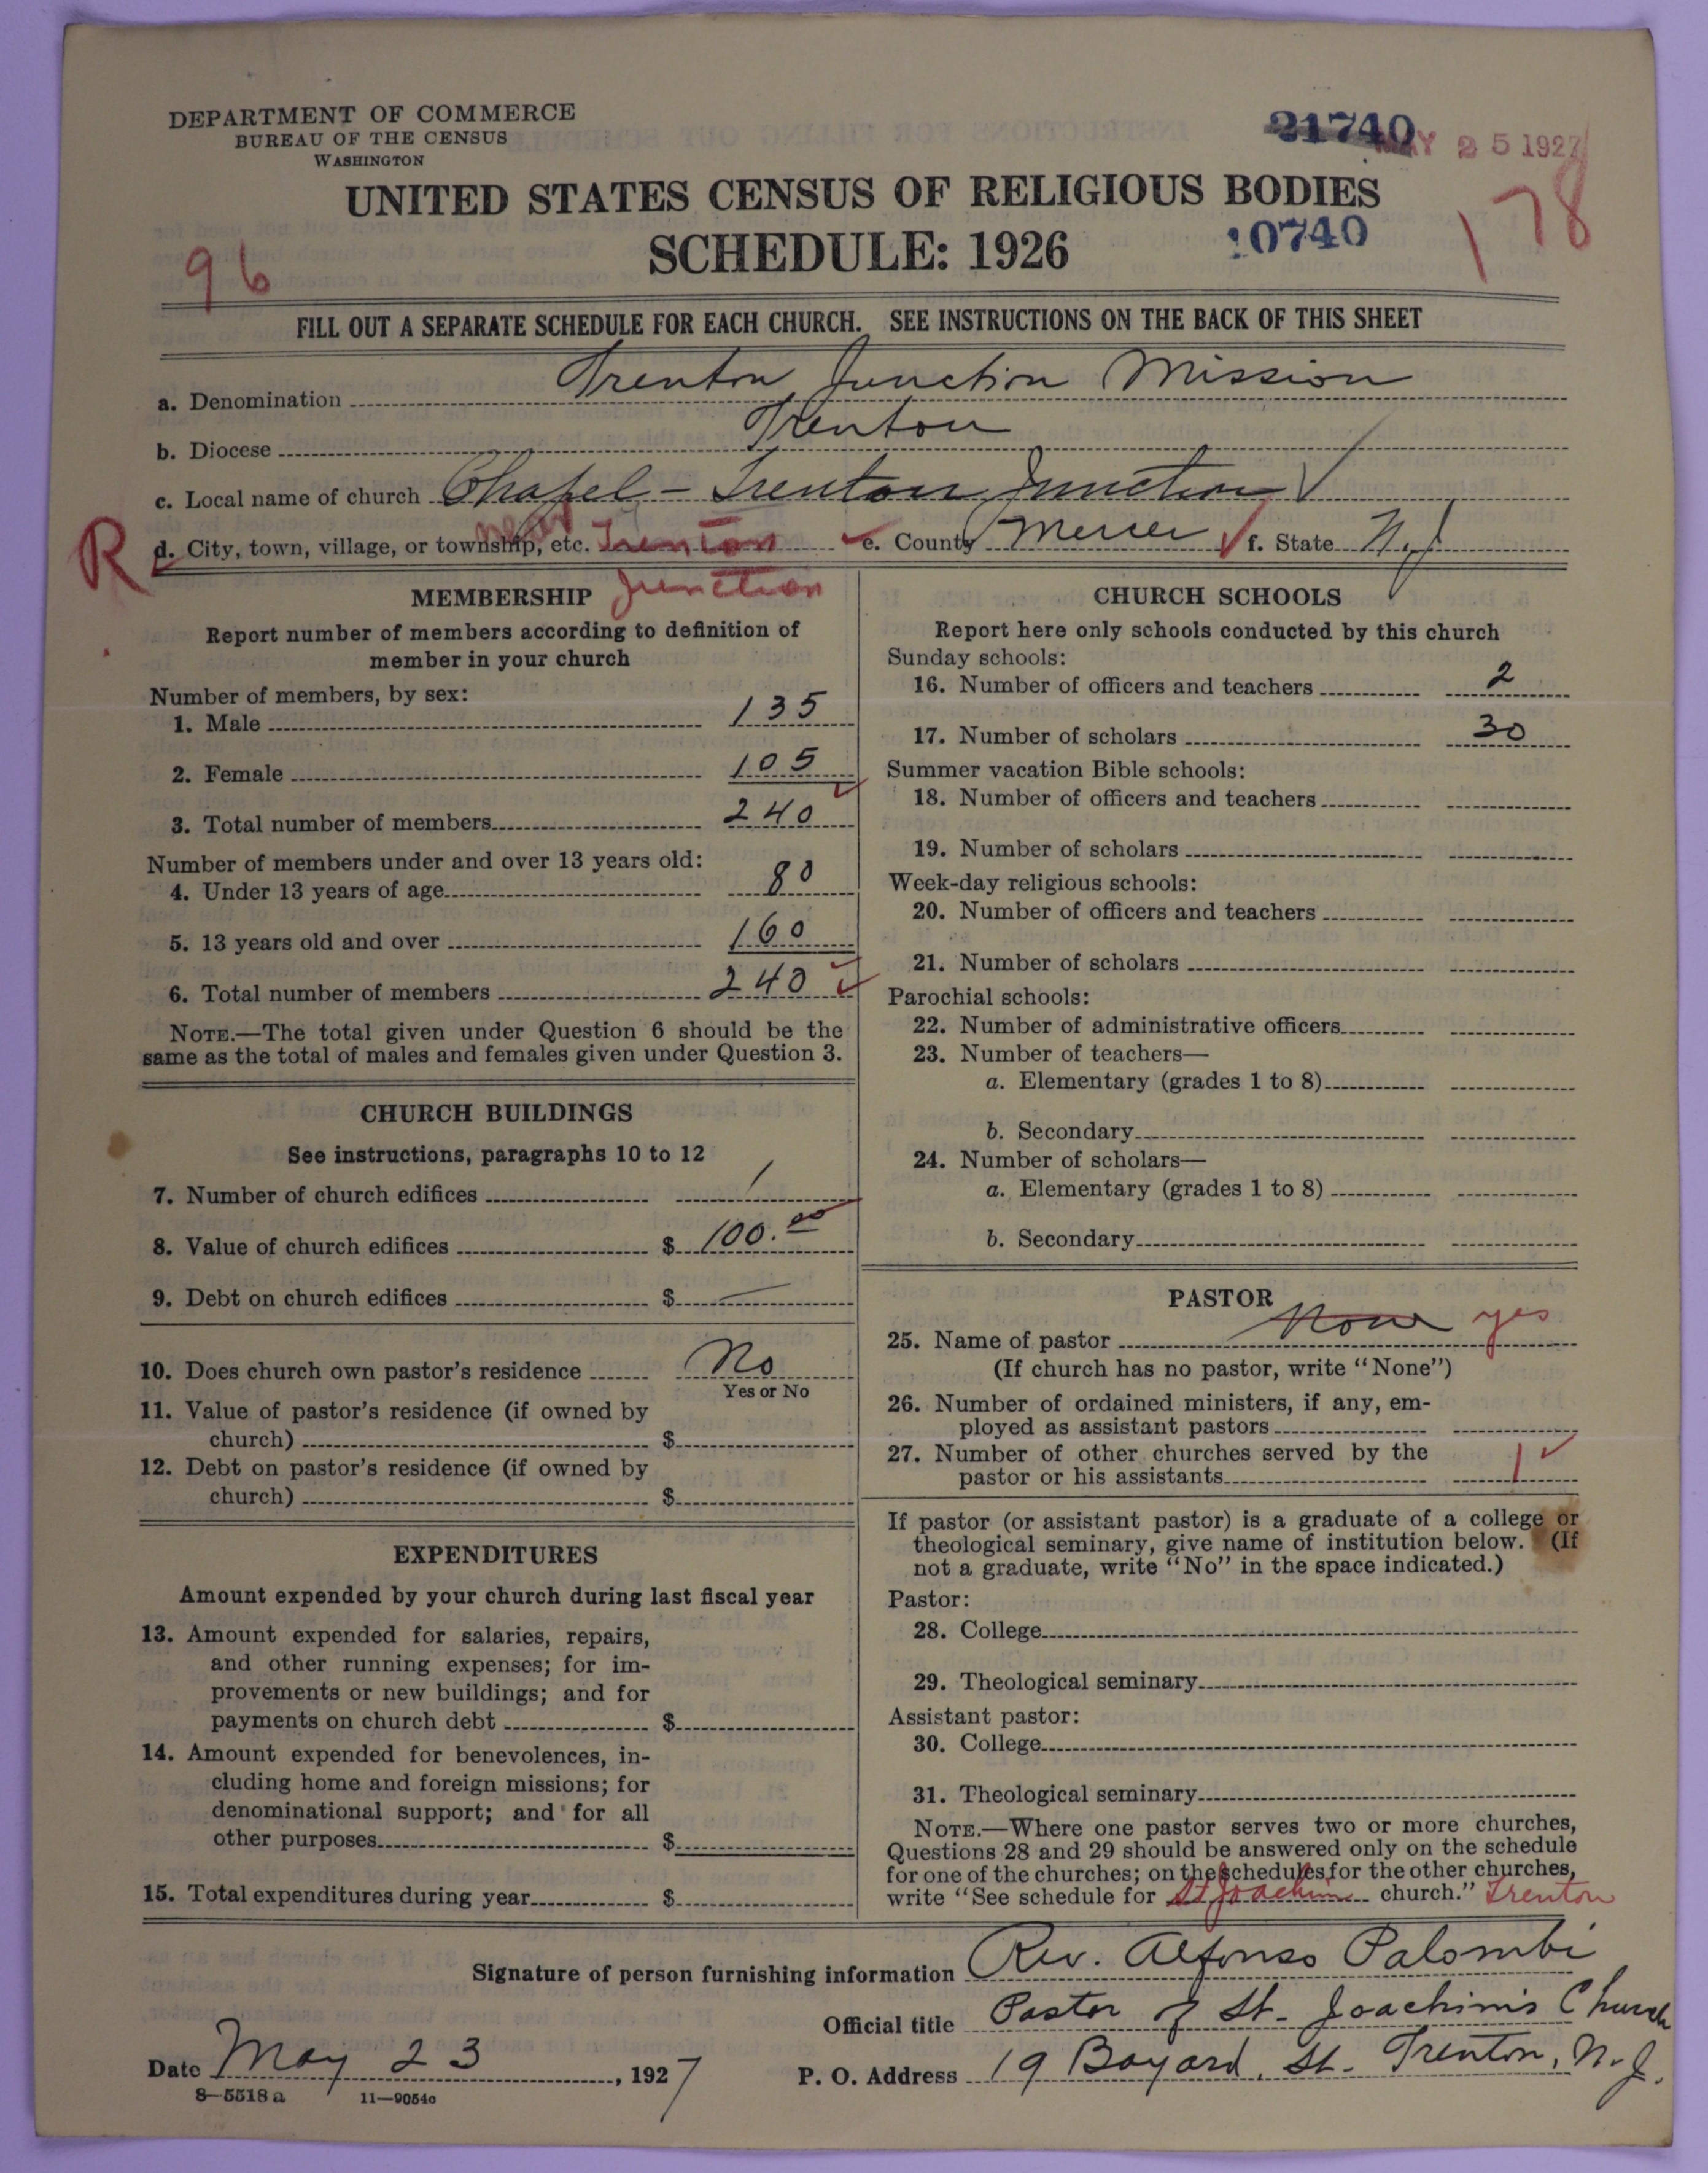 DEPARTMENT OF COMMERCE
BUREAU OF THE CENSUS
WASHINGTON
21740
MAY 25 1927
UNITED STATES CENSUS OF RELIGIOUS BODIES
SCHEDULE: 1926
10740
178
96
FILL OUT A SEPARATE SCHEDULE FOR EACH CHURCH. SEE INSTRUCTIONS ON THE BACK OF THIS SHEET
a. Denomination Trenton Junction Mission
b. Diocese Trenton
c. Local name of church Chapel - Trenton Junction
R d. City, town, village, or township, etc. near Trenton Junction e. County Mercer f. State N.J.
MEMBERSHIP
Report number of members according to definition of
member in your church
Number of members, by sex:
1. Male 135
2. Female 105
3. Total number of members 240
Number of members under and over 13 years old:
4. Under 13 years of age 80
5. 13 years old and over 160
6. Total number of members 240
NOTE.—The total given under Question 6 should be the
same as the total of males and females given under Question 3.
CHURCH BUILDINGS
See instructions, paragraphs 10 to 12
7. Number of church edifices 1
8. Value of church edifices $ 100.00
9. Debt on church edifices $ —
10. Does church own pastor's residence No
Yes or No
11. Value of pastor's residence (if owned by
church) $
12. Debt on pastor's residence (if owned by
church) $
EXPENDITURES
Amount expended by your church during last fiscal year
13. Amount expended for salaries, repairs,
and other running expenses; for im-
provements or new buildings; and for
payments on church debt $
14. Amount expended for benevolences, in-
cluding home and foreign missions; for
denominational support; and for all
other purposes $
15. Total expenditures during year $
CHURCH SCHOOLS
Report here only schools conducted by this church
Sunday schools:
16. Number of officers and teachers 2
17. Number of scholars 30
Summer vacation Bible schools:
18. Number of officers and teachers
19. Number of scholars
Week-day religious schools:
20. Number of officers and teachers
21. Number of scholars
Parochial schools:
22. Number of administrative officers
23. Number of teachers—
a. Elementary (grades 1 to 8)
b. Secondary
24. Number of scholars—
a. Elementary (grades 1 to 8)
b. Secondary
PASTOR
25. Name of pastor None yes
(If church has no pastor, write "None")
26. Number of ordained ministers, if any, em-
ployed as assistant pastors
27. Number of other churches served by the
pastor or his assistants 1
If pastor (or assistant pastor) is a graduate of a college or
theological seminary, give name of institution below. (If
not a graduate, write "No" in the space indicated.)
Pastor:
28. College
29. Theological seminary
Assistant pastor:
30. College
31. Theological seminary
NOTE.—Where one pastor serves two or more churches,
Questions 28 and 29 should be answered only on the schedule
for one of the churches; on the schedules for the other churches,
write "See schedule for St Joachim church." Trenton
Signature of person furnishing information Rev. Alfonso Palombi
Official title Pastor of St. Joachim's Church
Date May 23, 1927
P. O. Address 19 Bayard St. Trenton, N.J.
8—5518a 11—9054c